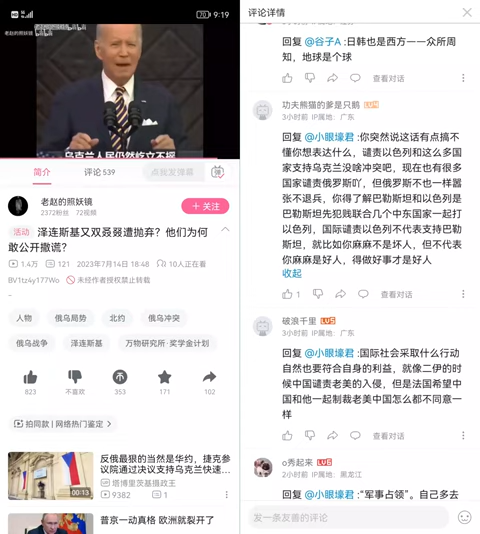 5G
70
9:19
老赵的照妖镜
bilibili
乌克兰人民仍然屹立不摇
简介
评论 539
点我发弹幕
弹
老赵的照妖镜
2372粉丝 72视频
+ 关注
活动 泽连斯基又双叒叕遭抛弃？他们为何
敢公开撒谎？
1.4万 121 2023年7月14日 18:48 10人正在看
BV1tz4y177Wo 未经作者授权禁止转载
–
人物
俄乌局势
北约
俄乌冲突
俄乌战争
泽连斯基
万物研究所·奖学金计划
823
不喜欢
353
171
102
拍同款 | 网络热门鉴定 >
反俄最狠的当然是华约，捷克参
议院通过决议支持乌克兰快速…
塔博里茨基摄政王
9382 1
00:13
普京一动真格 欧洲就裂开了
评论详情
回复 @谷子A :日韩也是西方一一众所周
知，地球是个球
查看对话
功夫熊猫的爹是只鹅
3小时前 IP属地：广东
回复 @小眼壕君:你突然说这话有点搞不
懂你想表达什么，谴责以色列和这么多国
家支持乌克兰没啥冲突吧，现在也有很多
国家谴责俄罗斯吖，但俄罗斯不也一样嚣
张不退兵，你得了解巴勒斯坦和以色列是
巴勒斯坦先犯贱联合几个中东国家一起打
以色列，国际谴责以色列不代表支持巴勒
斯坦，就比如你麻麻不是坏人，但不代表
你麻麻是好人，得做好事才是好人
收起
1
查看对话
破浪千里 LV5
3小时前 IP属地：广东
回复 @小眼壕君:国际社会采取什么行动
自然也要符合自身的利益，就像二伊的时
候中国谴责老美的入侵，但是法国希望中
国和他一起制裁老美中国怎么都不同意一
样
查看对话
o秀起来 LV5
2小时前 IP属地：黑龙江
回复 @小眼壕君:“军事占领”。自己多去
发一条友善的评论